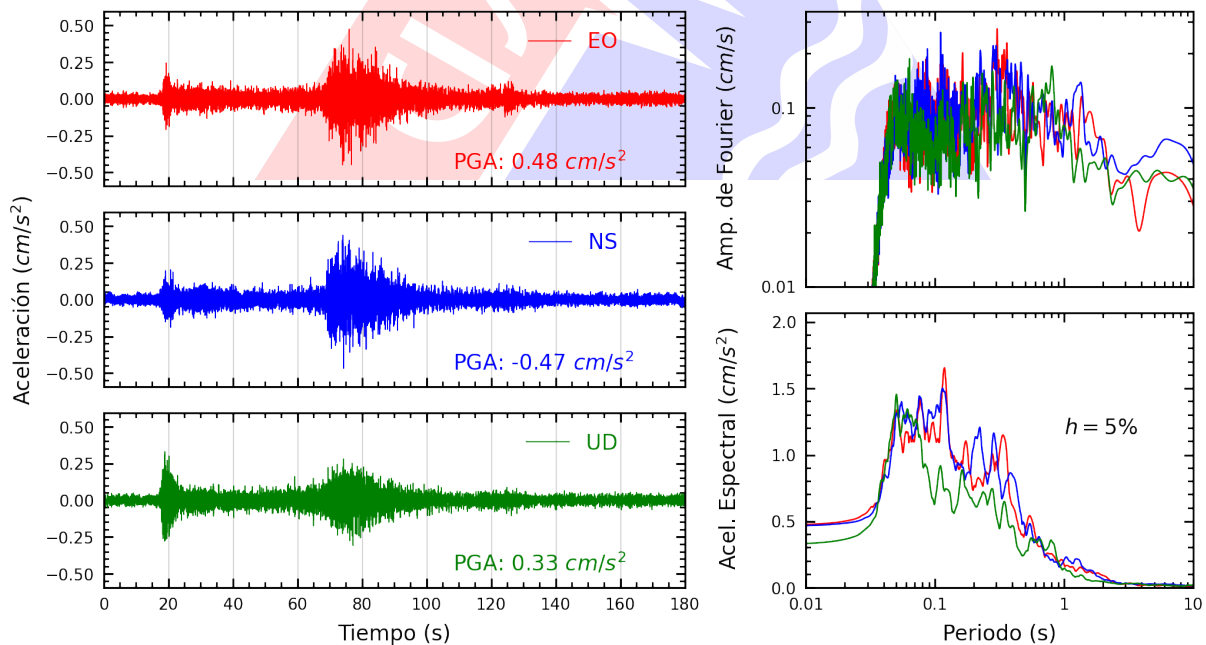 Aceleración (cm/s²)
0.50
0.25
0.00
−0.25
−0.50
EO
PGA: 0.48 cm/s²
0.50
0.25
0.00
−0.25
−0.50
NS
PGA: -0.47 cm/s²
0.50
0.25
0.00
−0.25
−0.50
UD
PGA: 0.33 cm/s²
0 20 40 60 80 100 120 140 160 180
Tiempo (s)
Amp. de Fourier (cm/s)
0.1
0.01
Acel. Espectral (cm/s²)
2.0
1.5
1.0
0.5
0.0
h = 5%
0.01 0.1 1 10
Periodo (s)